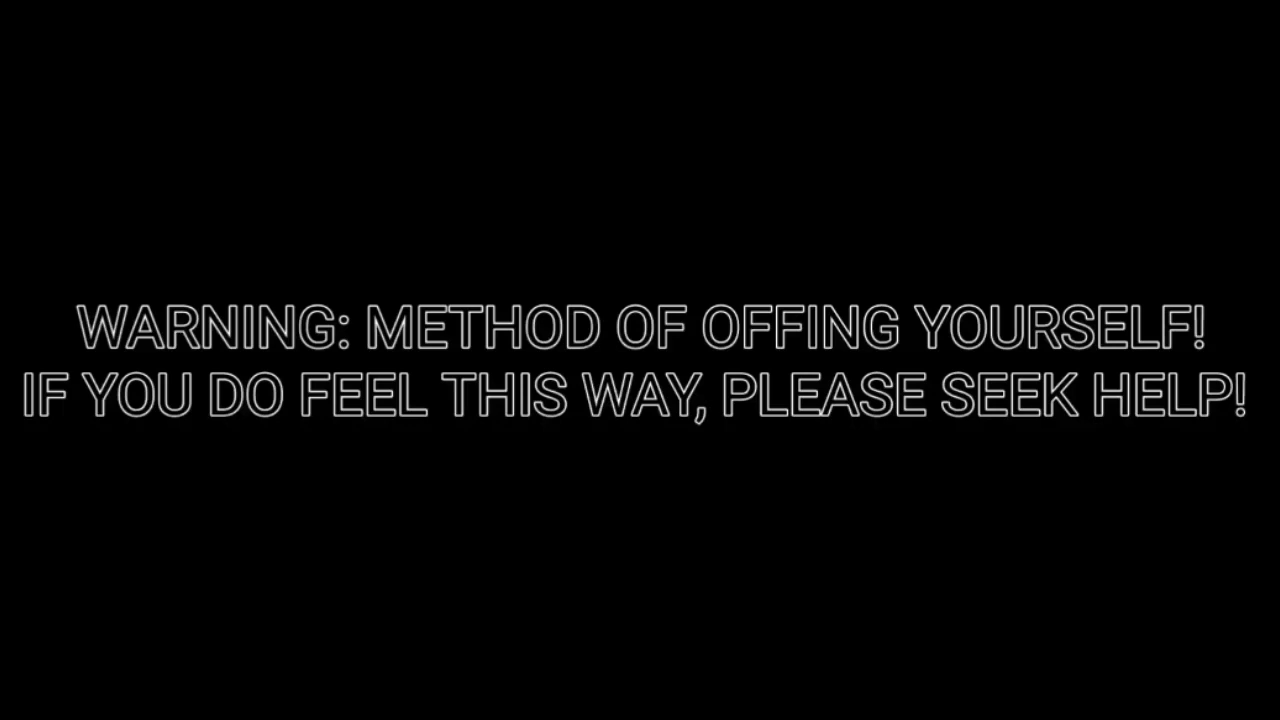 WARNING: METHOD OF OFFING YOURSELF!
IF YOU DO FEEL THIS WAY, PLEASE SEEK HELP!